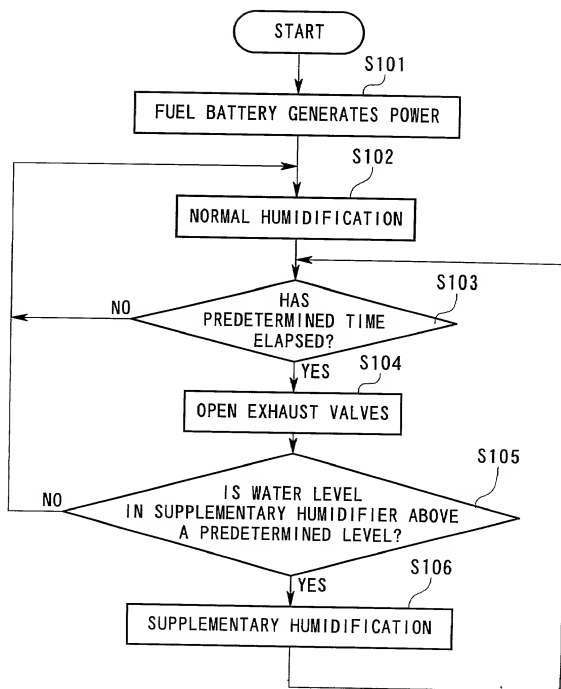 START
S101
FUEL BATTERY GENERATES POWER
S102
NORMAL HUMIDIFICATION
S103
HAS
PREDETERMINED TIME
ELAPSED?
NO
YES
S104
OPEN EXHAUST VALVES
S105
IS WATER LEVEL
IN SUPPLEMENTARY HUMIDIFIER ABOVE
A PREDETERMINED LEVEL?
NO
YES
S106
SUPPLEMENTARY HUMIDIFICATION